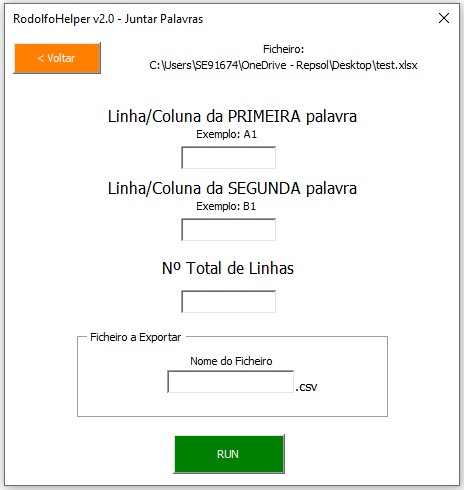 RodolfoHelper v2.0 - Juntar Palavras
< Voltar
Ficheiro:
C:\Users\SE91674\OneDrive - Repsol\Desktop\test.xlsx
Linha/Coluna da PRIMEIRA palavra
Exemplo: A1
Linha/Coluna da SEGUNDA palavra
Exemplo: B1
Nº Total de Linhas
Ficheiro a Exportar
Nome do Ficheiro
.csv
RUN